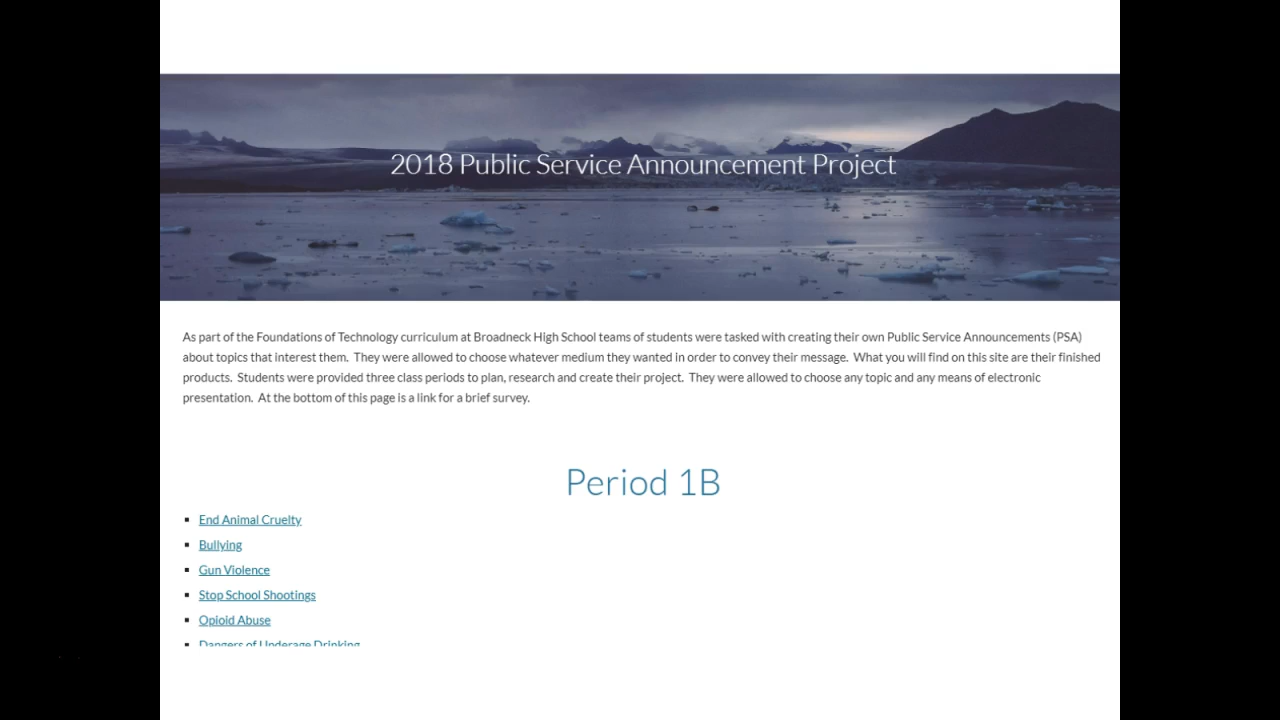 2018 Public Service Announcement Project
As part of the Foundations of Technology curriculum at Broadneck High School teams of students were tasked with creating their own Public Service Announcements (PSA)
about topics that interest them. They were allowed to choose whatever medium they wanted in order to convey their message. What you will find on this site are their finished
products. Students were provided three class periods to plan, research and create their project. They were allowed to choose any topic and any means of electronic
presentation. At the bottom of this page is a link for a brief survey.
Period 1B
End Animal Cruelty
Bullying
Gun Violence
Stop School Shootings
Opioid Abuse
Dangers of Underage Drinking